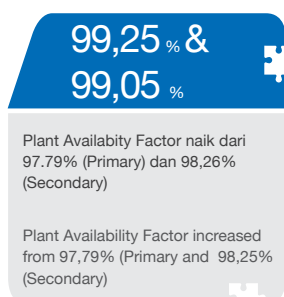 99,25 % &
99,05 %
Plant Availabity Factor naik dari
97.79% (Primary) dan 98,26%
(Secondary)
Plant Availability Factor increased
from 97,79% (Primary and 98,25%
(Secondary)